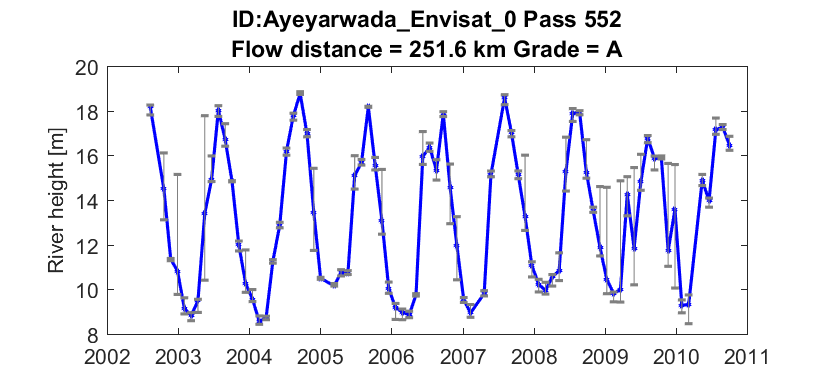 ID:Ayeyarwada_Envisat_0 Pass 552
Flow distance = 251.6 km Grade = A
River height [m]
20
18
16
14
12
10
8
2002 2003 2004 2005 2006 2007 2008 2009 2010 2011